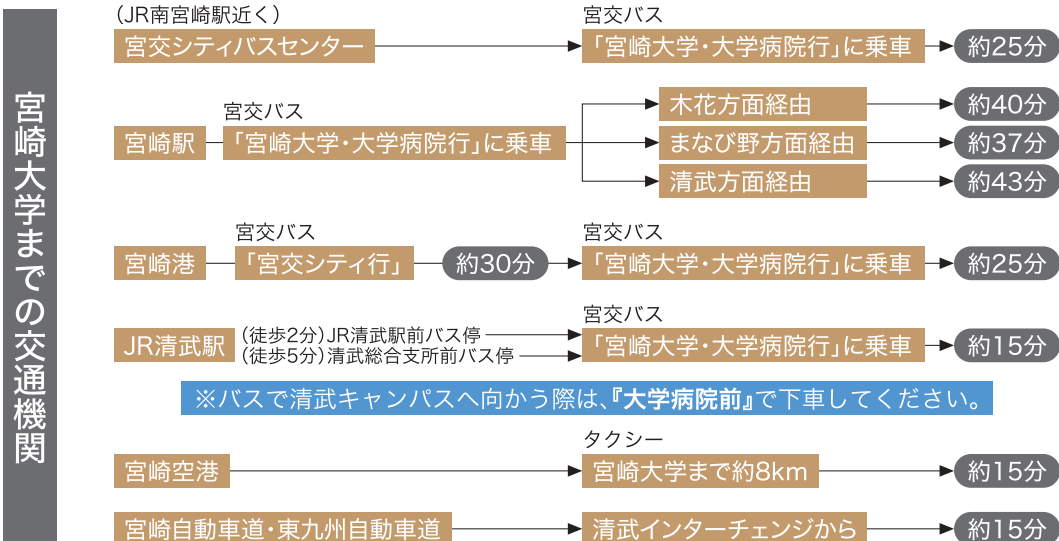 宮崎大学までの交通機関
(JR南宮崎駅近く)
宮交シティバスセンター
宮交バス
「宮崎大学・大学病院行」に乗車
約25分
宮崎駅
宮交バス
「宮崎大学・大学病院行」に乗車
木花方面経由
約40分
まなび野方面経由
約37分
清武方面経由
約43分
宮崎港
宮交バス
「宮交シティ行」
約30分
宮交バス
「宮崎大学・大学病院行」に乗車
約25分
JR清武駅
(徒歩2分)JR清武駅前バス停
(徒歩5分)清武総合支所前バス停
宮交バス
「宮崎大学・大学病院行」に乗車
約15分
※バスで清武キャンパスへ向かう際は、『大学病院前』で下車してください。
宮崎空港
タクシー
宮崎大学まで約8km
約15分
宮崎自動車道・東九州自動車道
清武インターチェンジから
約15分